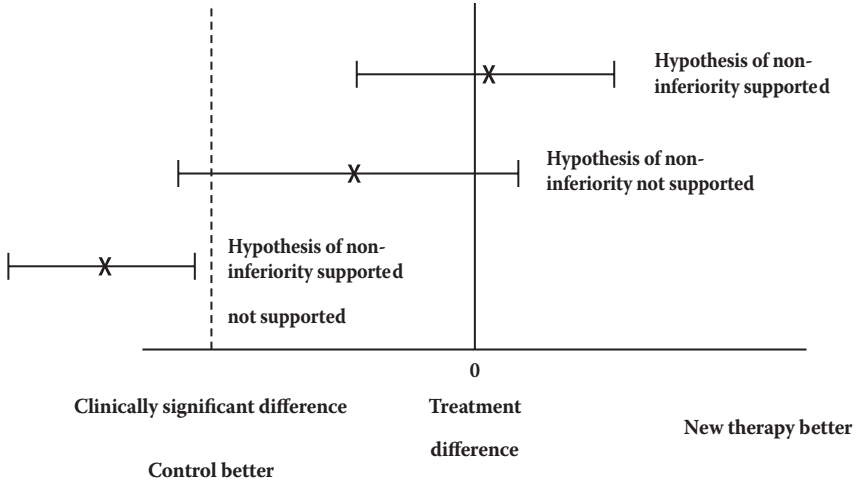 Hypothesis of non-
inferiority supported
Hypothesis of non-
inferiority not supported
Hypothesis of non-
inferiority supported
not supported
0
Clinically significant difference
Treatment
difference
New therapy better
Control better